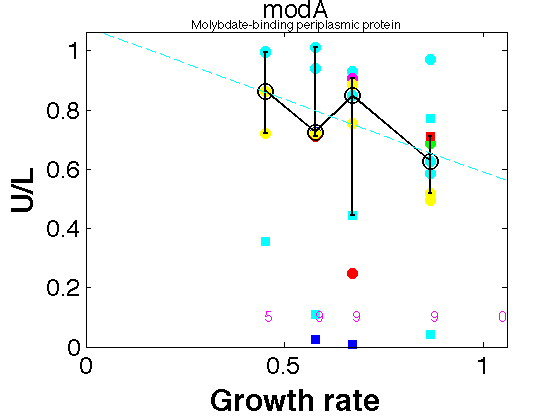 modA
Molybdate-binding periplasmic protein
1
0.8
0.6
0.4
0.2
0
U/L
5 9 9 9 0
0 0.5 1
Growth rate